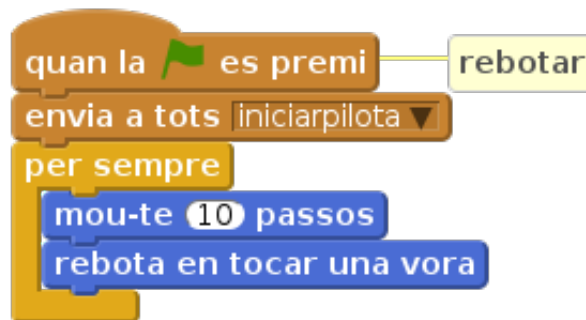 quan la es premi rebotar
envia a tots iniciarpilota
per sempre
mou-te 10 passos
rebota en tocar una vora